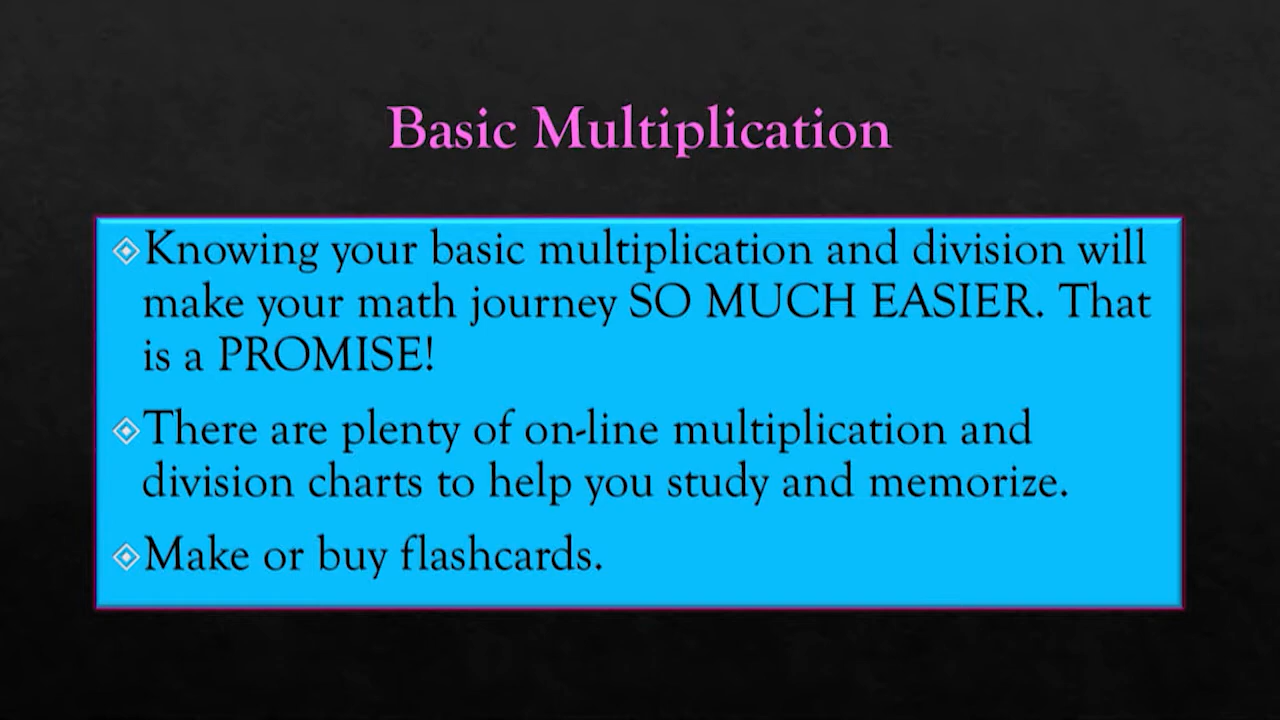 Basic Multiplication
Knowing your basic multiplication and division will
make your math journey SO MUCH EASIER. That
is a PROMISE!
There are plenty of on-line multiplication and
division charts to help you study and memorize.
Make or buy flashcards.